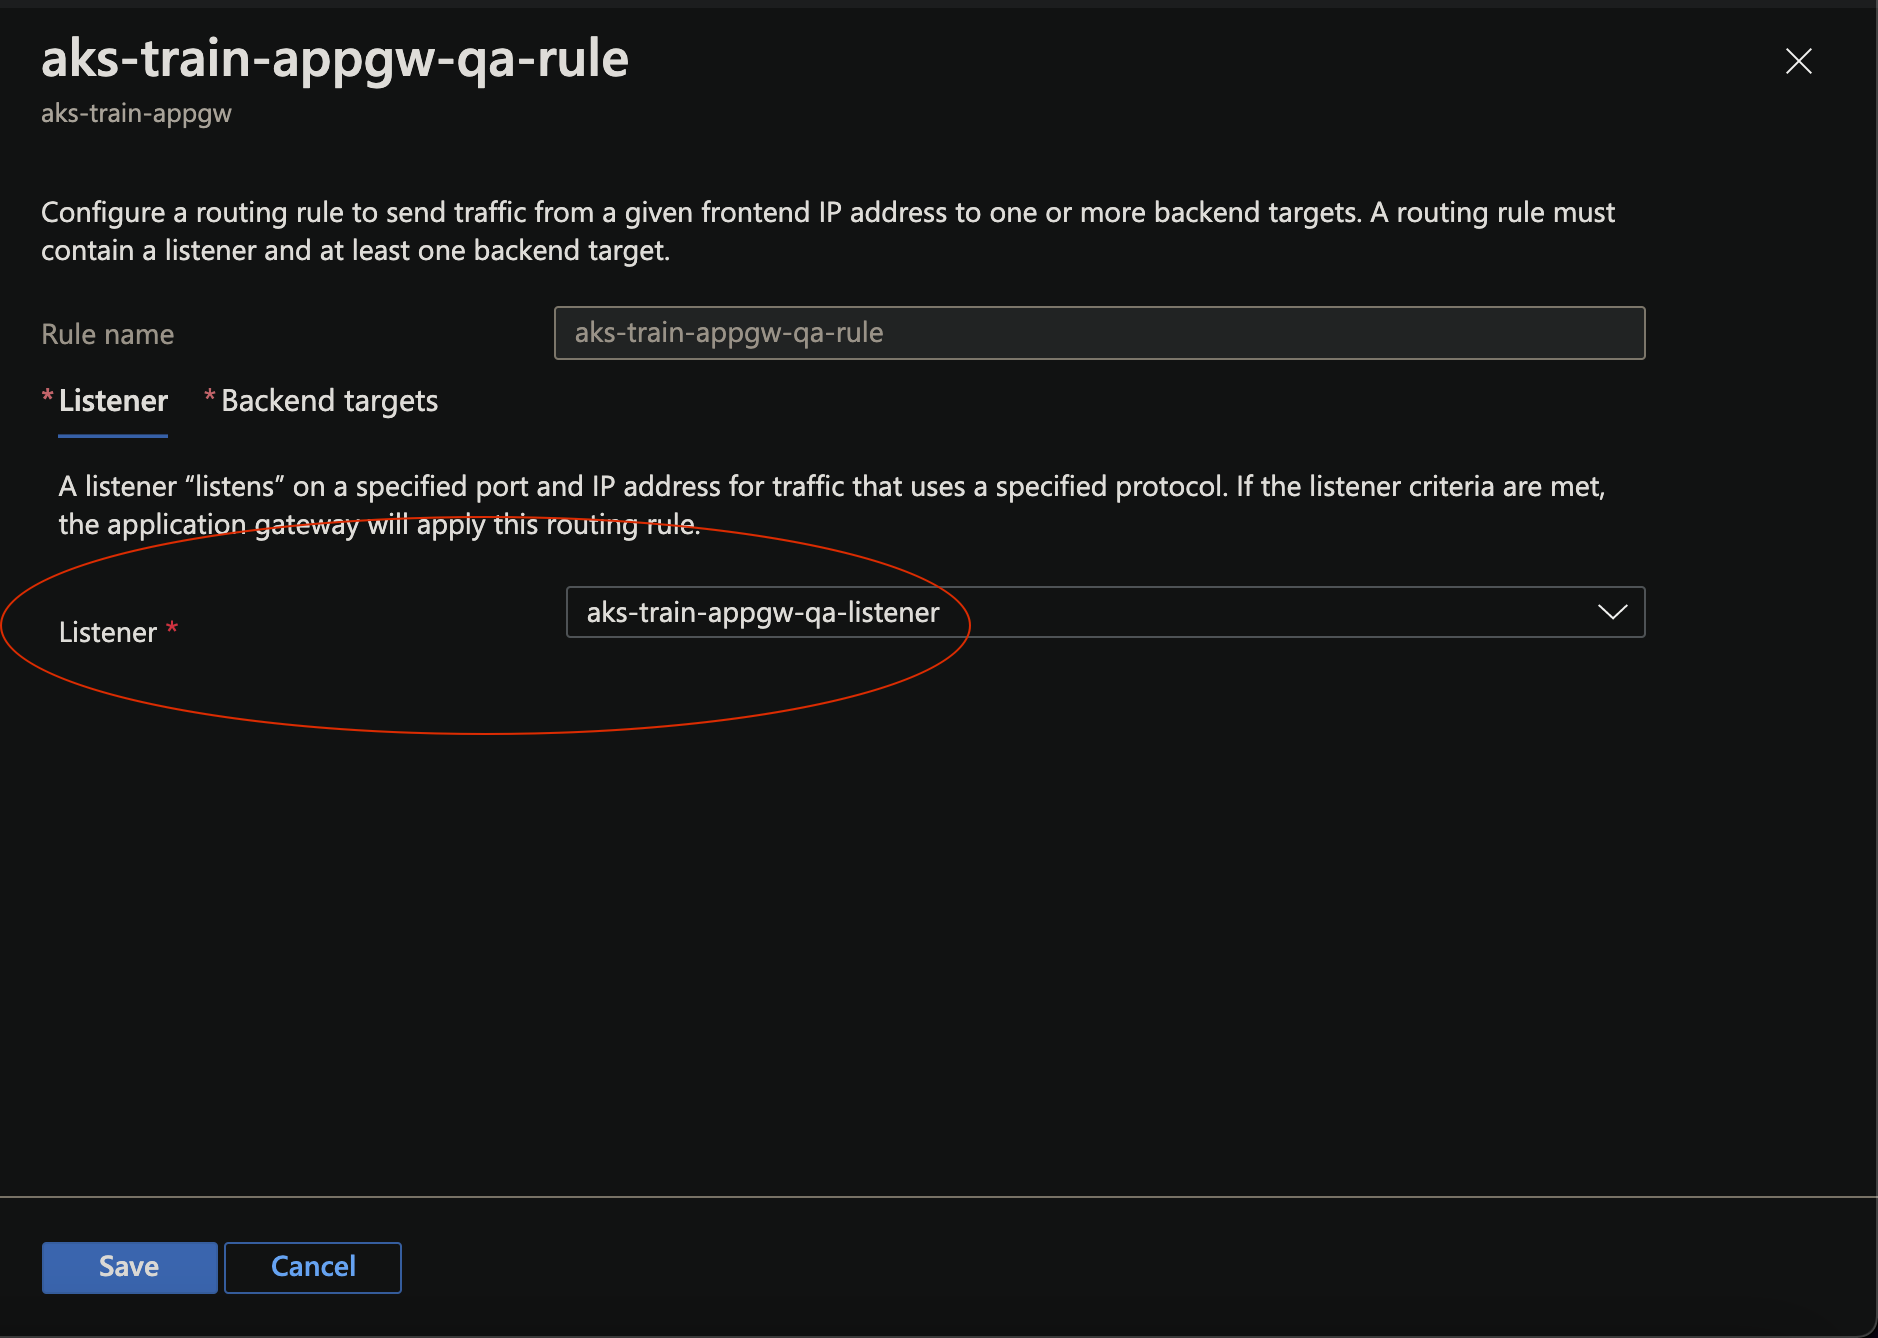 aks-train-appgw-qa-rule
aks-train-appgw
Configure a routing rule to send traffic from a given frontend IP address to one or more backend targets. A routing rule must
contain a listener and at least one backend target.
Rule name
aks-train-appgw-qa-rule
* Listener * Backend targets
A listener “listens” on a specified port and IP address for traffic that uses a specified protocol. If the listener criteria are met,
the application gateway will apply this routing rule.
Listener *
aks-train-appgw-qa-listener
Save Cancel